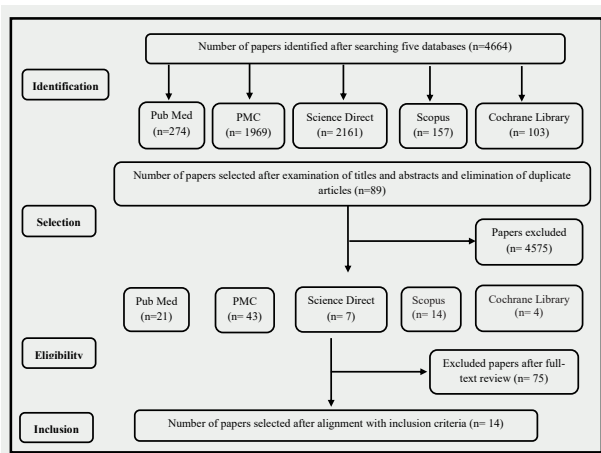 Number of papers identified after searching five databases (n=4664)
Identification
Pub Med
(n=274)
PMC
(n= 1969)
Science Direct
(n= 2161)
Scopus
(n= 157)
Cochrane Library
(n= 103)
Number of papers selected after examination of titles and abstracts and elimination of duplicate
articles (n=89)
Selection
Papers excluded
(n= 4575)
Pub Med
(n=21)
PMC
(n= 43)
Science Direct
(n= 7)
Scopus
(n= 14)
Cochrane Library
(n= 4)
Eligibility
Excluded papers after full-
text review (n= 75)
Number of papers selected after alignment with inclusion criteria (n= 14)
Inclusion